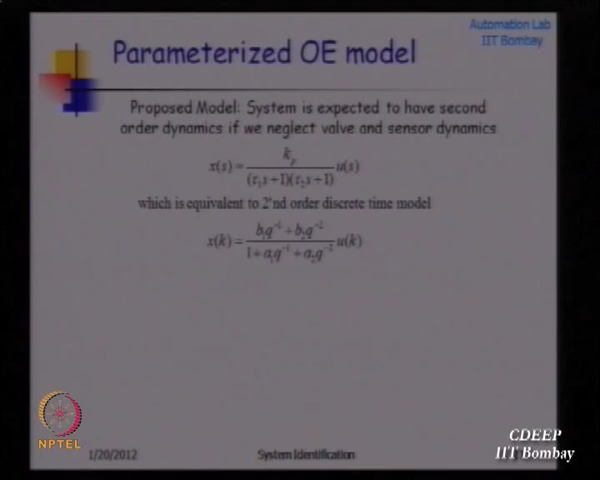 Automation Lab
IIT Bombay
Parameterized OE model
Proposed Model: System is expected to have second
order dynamics if we neglect valve and sensor dynamics
x(s) = k_p / ((τ₁s+1)(τ₂s+1)) u(s)
which is equivalent to 2'nd order discrete time model
x(k) = (b₁q⁻¹ + b₂q⁻²) / (1 + a₁q⁻¹ + a₂q⁻²) u(k)
NPTEL
1/20/2012
System Identification
CDEEP
IIT Bombay